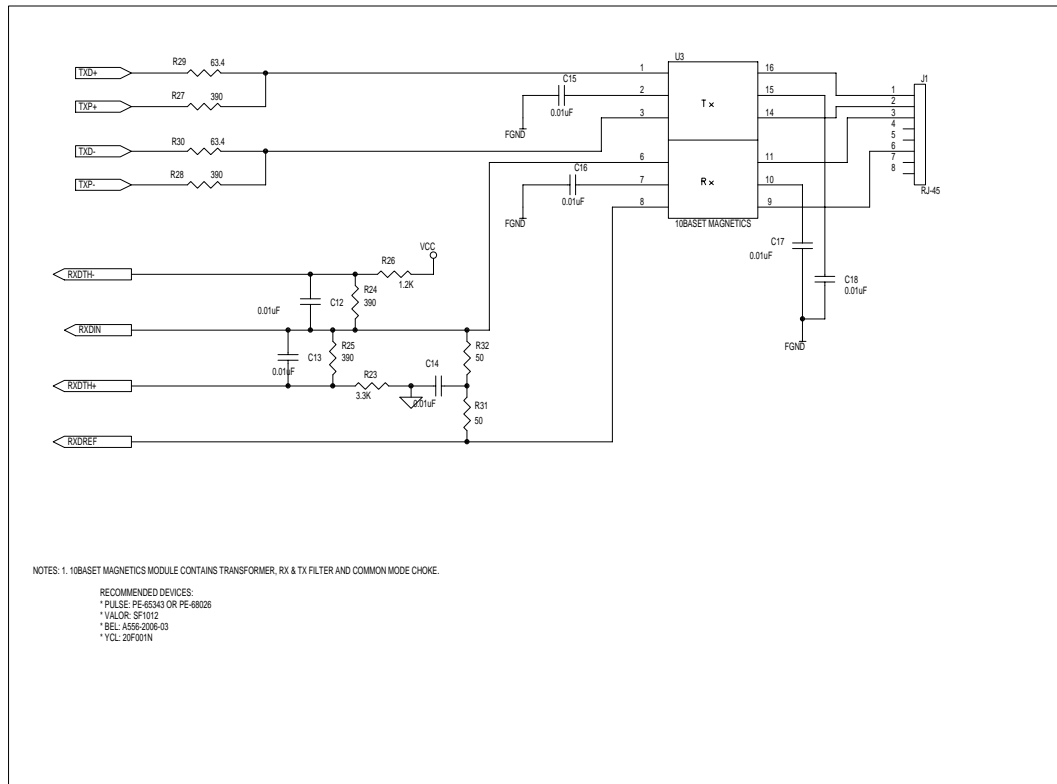 TXD+
R29
63.4
TXP+
R27
390
TXD-
R30
63.4
TXP-
R28
390
C15
0.01uF
FGND
C16
0.01uF
FGND
U3
1
2
3
6
7
8
Tx
Rx
16
15
14
11
10
9
10BASET MAGNETICS
J1
1
2
3
4
5
6
7
8
RJ-45
C17
0.01uF
C18
0.01uF
FGND
VCC
R26
1.2K
RXDTH-
0.01uF
C12
R24
390
RXDIN
0.01uF
C13
R25
390
R32
50
RXDTH+
R23
3.3K
C14
0.01uF
R31
50
RXDREF
NOTES: 1. 10BASET MAGNETICS MODULE CONTAINS TRANSFORMER, RX & TX FILTER AND COMMON MODE CHOKE.
RECOMMENDED DEVICES:
* PULSE: PE-65343 OR PE-68026
* VALOR: SF1012
* BEL: A556-2006-03
* YCL: 20F001N